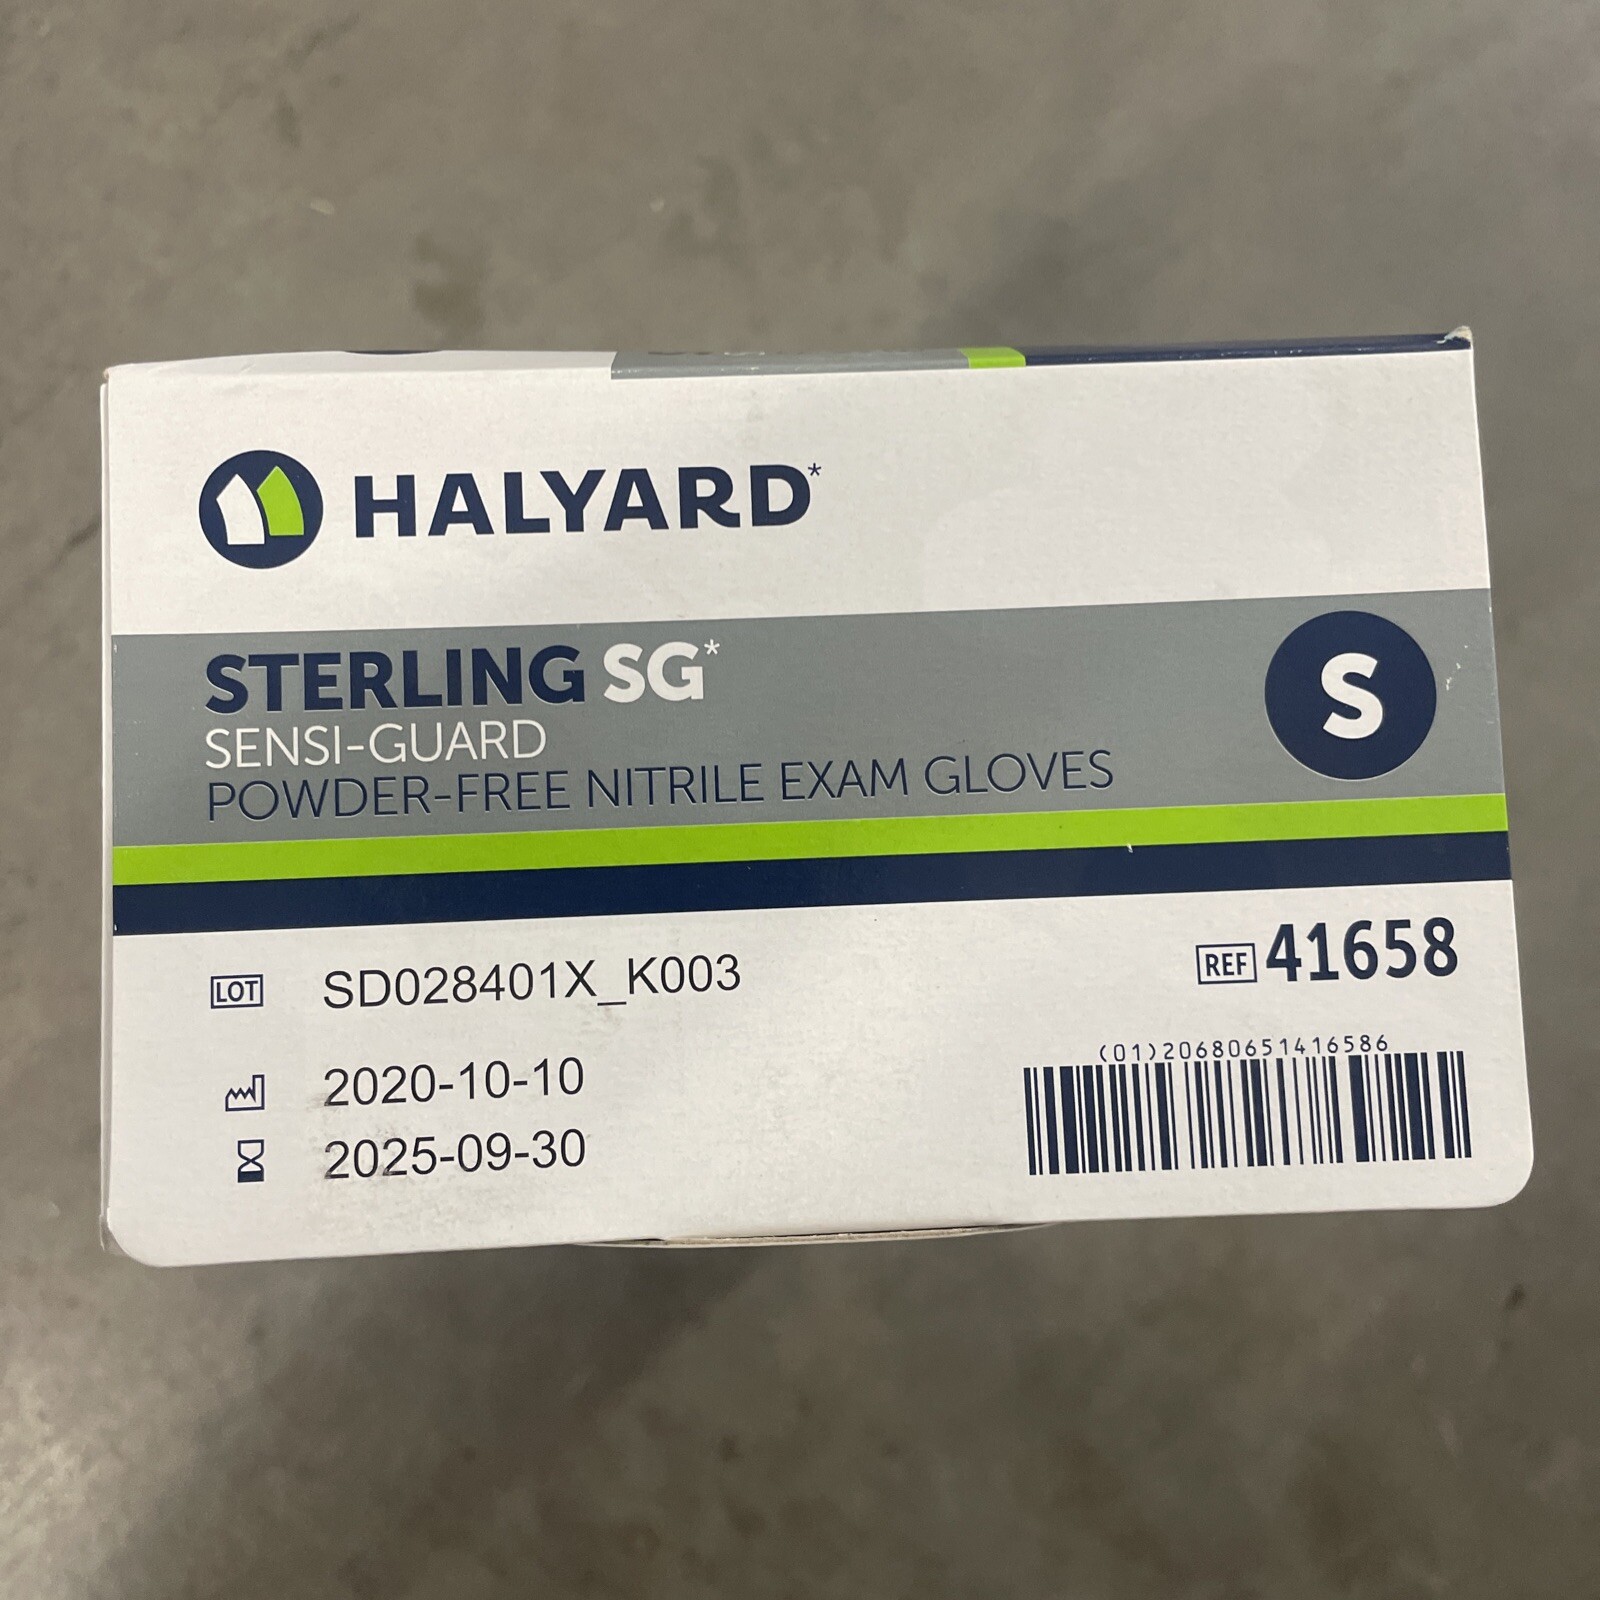 HALYARD*
STERLING SG*
SENSI-GUARD
POWDER-FREE NITRILE EXAM GLOVES
S
LOT SD028401X_K003
REF 41658
2020-10-10
(01)20680651416586
2025-09-30